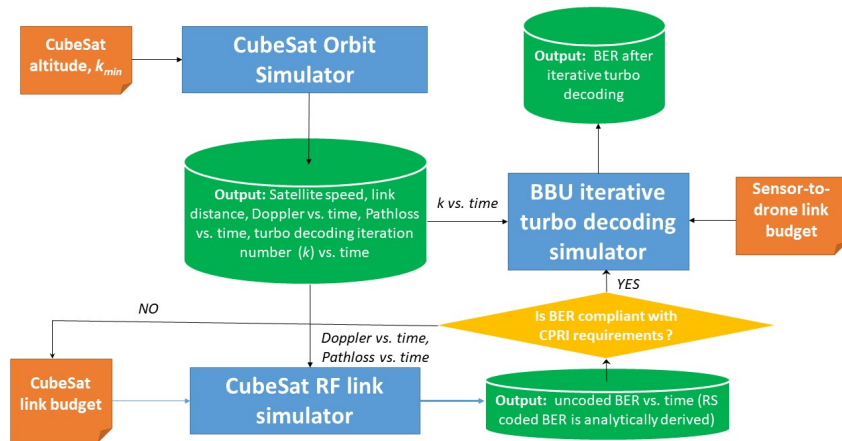 CubeSat
altitude, kmin
CubeSat Orbit
Simulator
Output: BER after
iterative turbo
decoding
Output: Satellite speed, link
distance, Doppler vs. time, Pathloss
vs. time, turbo decoding iteration
number (k) vs. time
k vs. time
BBU iterative
turbo decoding
simulator
Sensor-to-
drone link
budget
YES
NO
Is BER compliant with
CPRI requirements ?
Doppler vs. time,
Pathloss vs. time
CubeSat
link budget
CubeSat RF link
simulator
Output: uncoded BER vs. time (RS
coded BER is analytically derived)